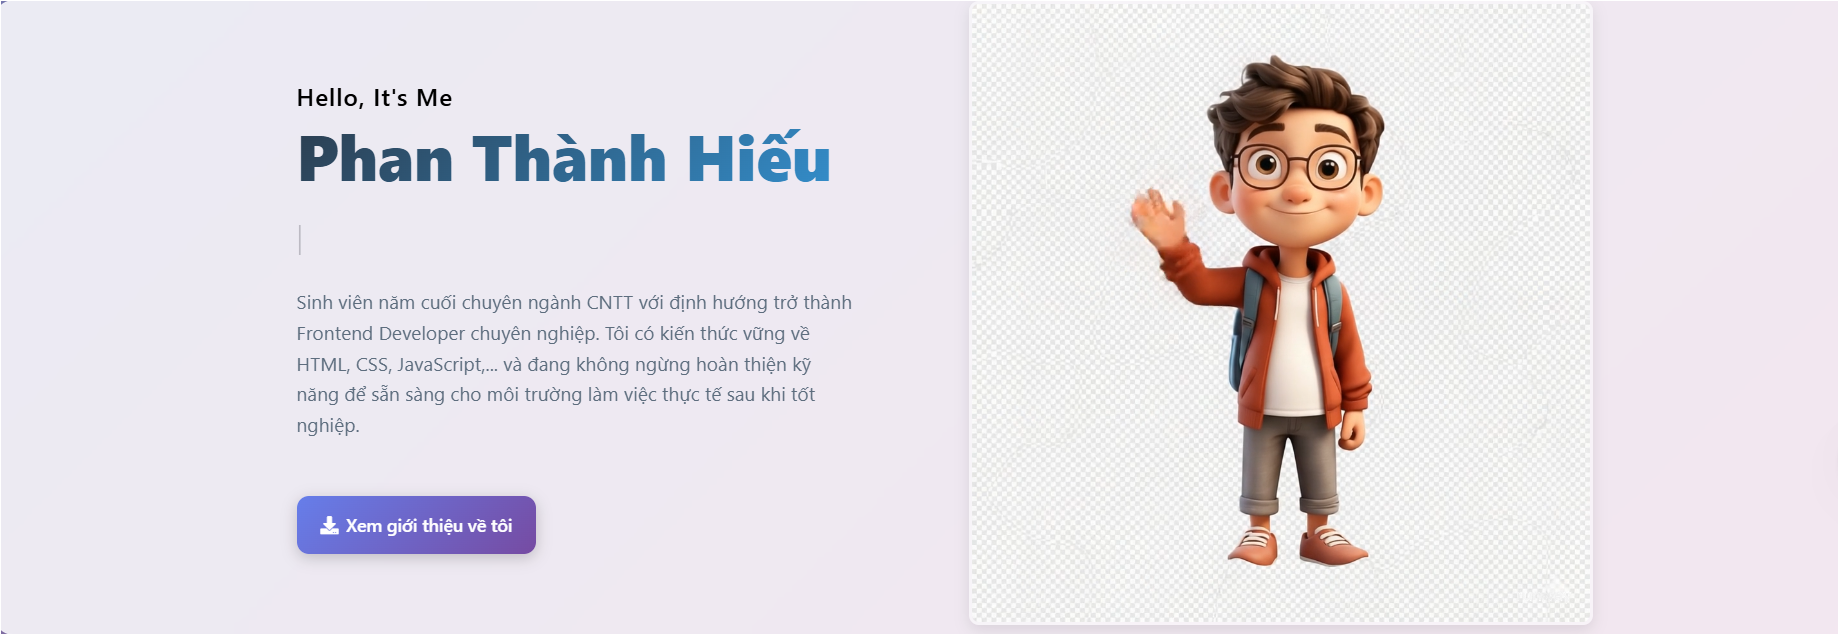 Hello, It's Me
Phan Thành Hiếu
Sinh viên năm cuối chuyên ngành CNTT với định hướng trở thành
Frontend Developer chuyên nghiệp. Tôi có kiến thức vững về
HTML, CSS, JavaScript,... và đang không ngừng hoàn thiện kỹ
năng để sẵn sàng cho môi trường làm việc thực tế sau khi tốt
nghiệp.
Xem giới thiệu về tôi